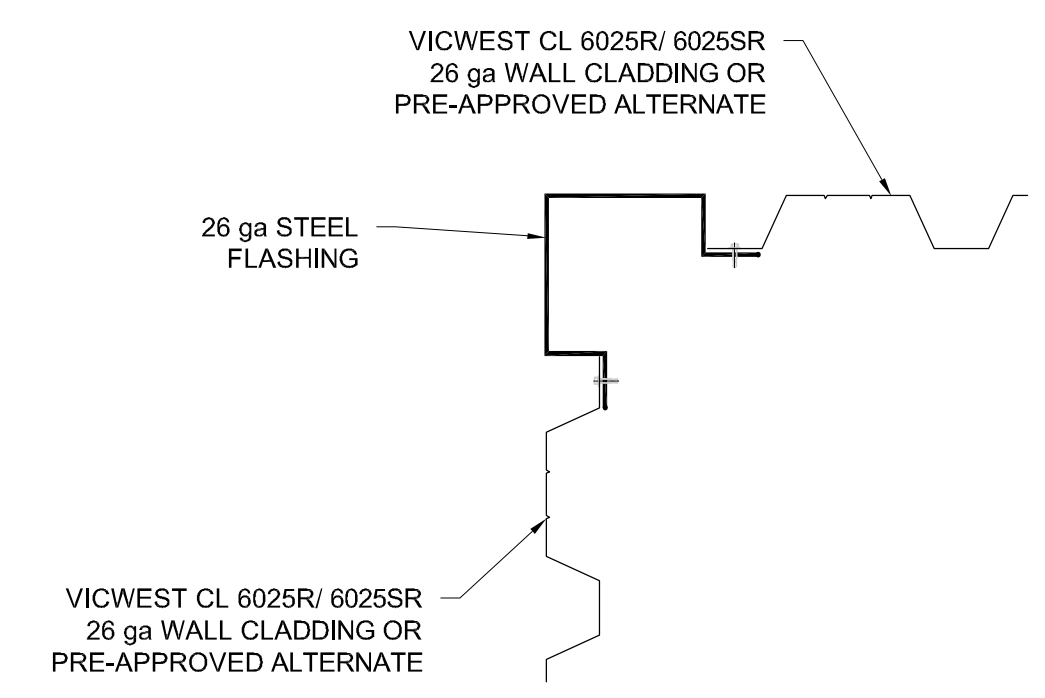 VICWEST CL 6025R/ 6025SR
26 ga WALL CLADDING OR
PRE-APPROVED ALTERNATE
26 ga STEEL
FLASHING
VICWEST CL 6025R/ 6025SR
26 ga WALL CLADDING OR
PRE-APPROVED ALTERNATE